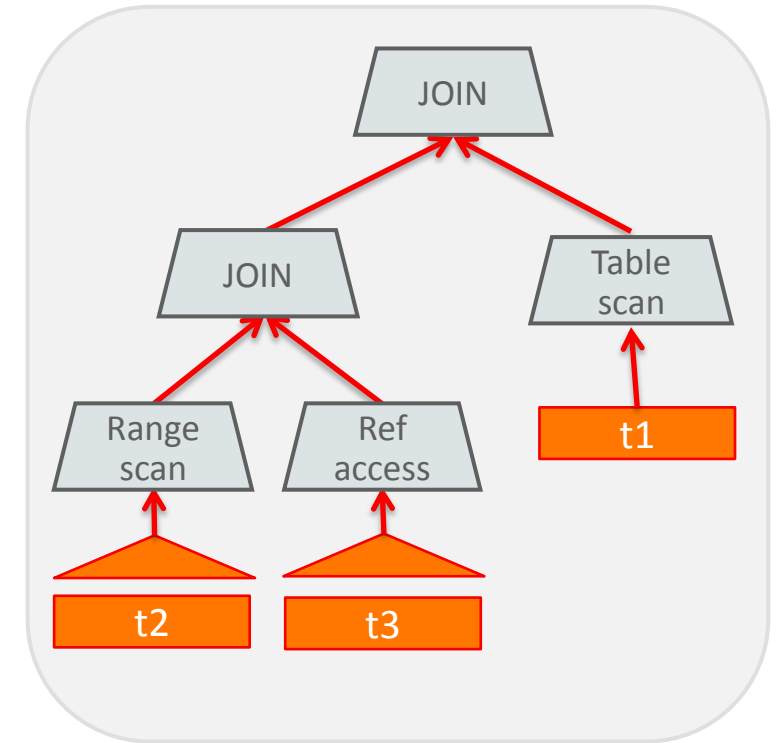 JOIN
JOIN
Table
scan
Range
scan
Ref
access
t1
t2
t3